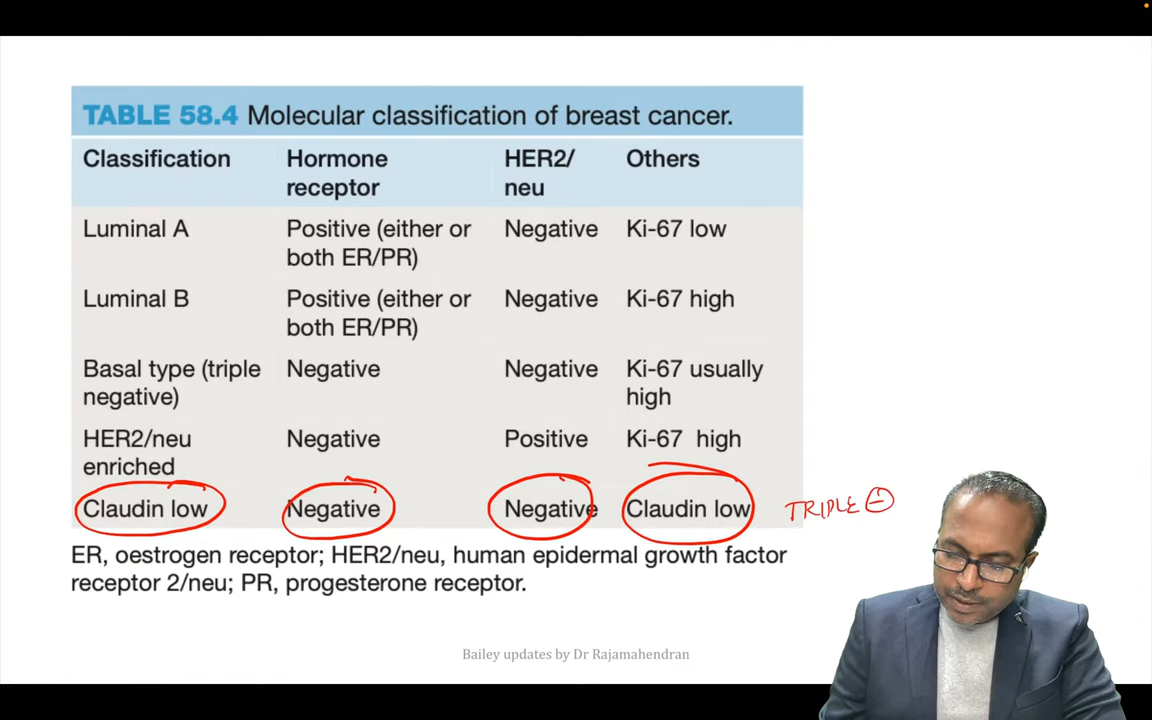 TABLE 58.4 Molecular classification of breast cancer.
Classification Hormone receptor HER2/ neu Others
Luminal A Positive (either or both ER/PR) Negative Ki-67 low
Luminal B Positive (either or both ER/PR) Negative Ki-67 high
Basal type (triple negative) Negative Negative Ki-67 usually high
HER2/neu enriched Negative Positive Ki-67 high
Claudin low Negative Negative Claudin low TRIPLE ⊖
ER, oestrogen receptor; HER2/neu, human epidermal growth factor
receptor 2/neu; PR, progesterone receptor.
Bailey updates by Dr Rajamahendran